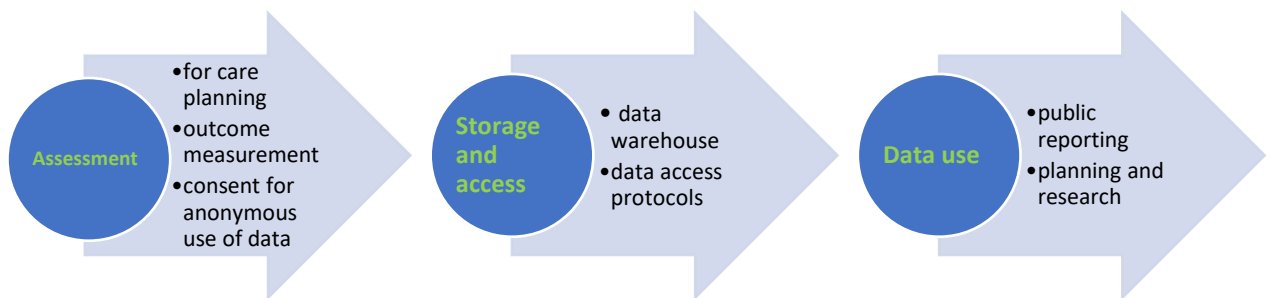 Assessment
•for care
planning
•outcome
measurement
•consent for
anonymous
use of data
Storage
and
access
• data
warehouse
•data access
protocols
Data use
•public
reporting
•planning and
research